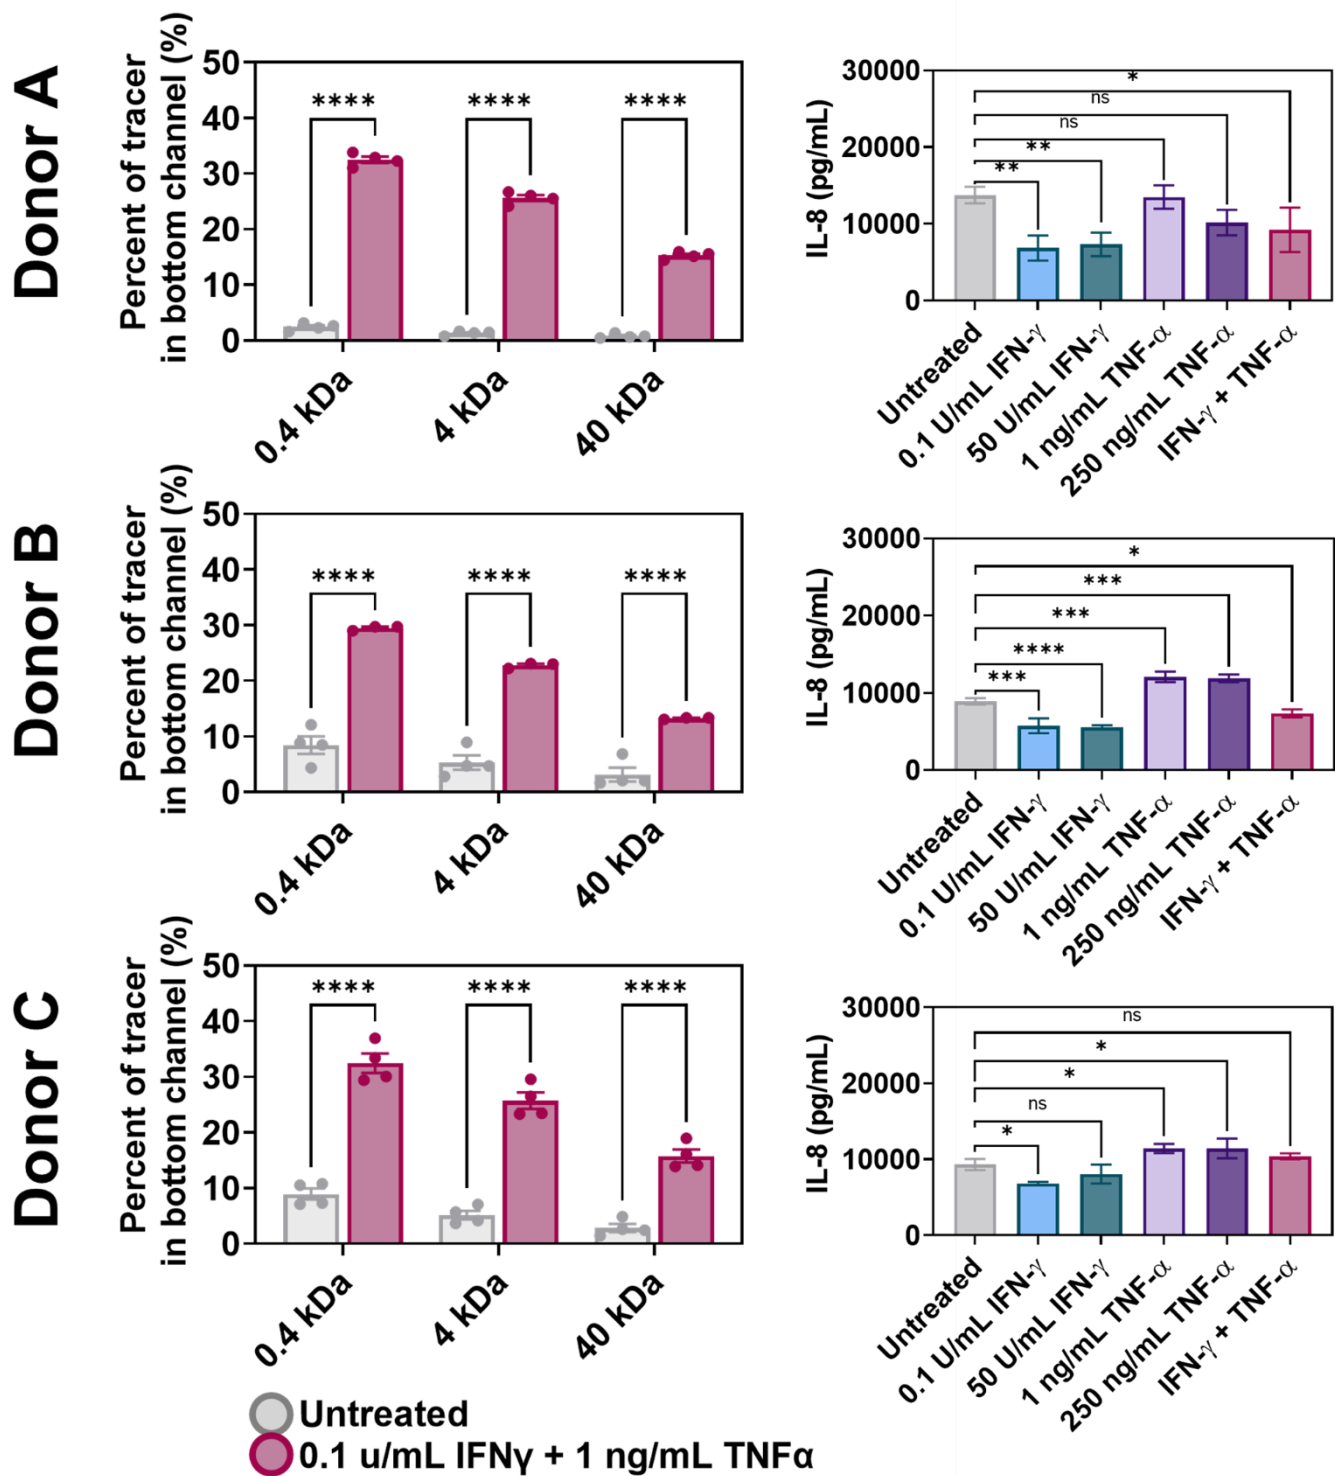 Donor A
Percent of tracer
in bottom channel (%)
50
40
30
20
10
0
****
****
****
0.4 kDa
4 kDa
40 kDa
IL-8 (pg/mL)
30000
20000
10000
0
*
ns
ns
**
**
Untreated
0.1 U/mL IFN-γ
50 U/mL IFN-γ
1 ng/mL TNF-α
250 ng/mL TNF-α
IFN-γ + TNF-α
Donor B
Percent of tracer
in bottom channel (%)
50
40
30
20
10
0
****
****
****
0.4 kDa
4 kDa
40 kDa
IL-8 (pg/mL)
30000
20000
10000
0
*
***
***
****
***
Untreated
0.1 U/mL IFN-γ
50 U/mL IFN-γ
1 ng/mL TNF-α
250 ng/mL TNF-α
IFN-γ + TNF-α
Donor C
Percent of tracer
in bottom channel (%)
50
40
30
20
10
0
****
****
****
0.4 kDa
4 kDa
40 kDa
IL-8 (pg/mL)
30000
20000
10000
0
ns
*
*
ns
*
Untreated
0.1 U/mL IFN-γ
50 U/mL IFN-γ
1 ng/mL TNF-α
250 ng/mL TNF-α
IFN-γ + TNF-α
Untreated
0.1 u/mL IFNγ + 1 ng/mL TNFα